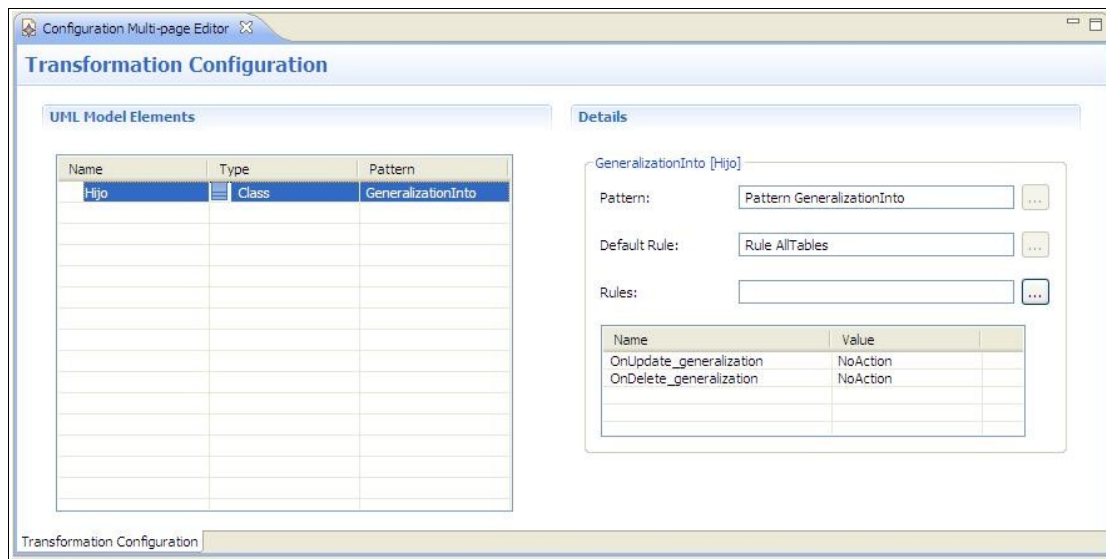 Configuration Multi-page Editor
Transformation Configuration
UML Model Elements
Name Type Pattern
Hijo Class GeneralizationInto
Details
GeneralizationInto [Hijo]
Pattern: Pattern GeneralizationInto ...
Default Rule: Rule AllTables ...
Rules: ...
Name Value
OnUpdate_generalization NoAction
OnDelete_generalization NoAction
Transformation Configuration